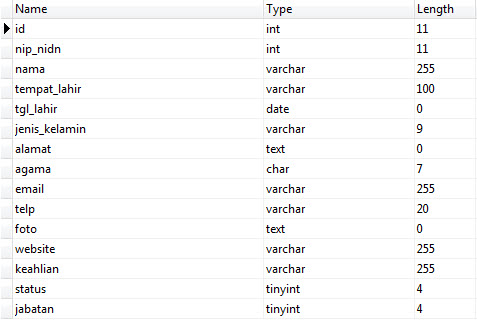 Name Type Length
id int 11
nip_nidn int 11
nama varchar 255
tempat_lahir varchar 100
tgl_lahir date 0
jenis_kelamin varchar 9
alamat text 0
agama char 7
email varchar 255
telp varchar 20
foto text 0
website varchar 255
keahlian varchar 255
status tinyint 4
jabatan tinyint 4